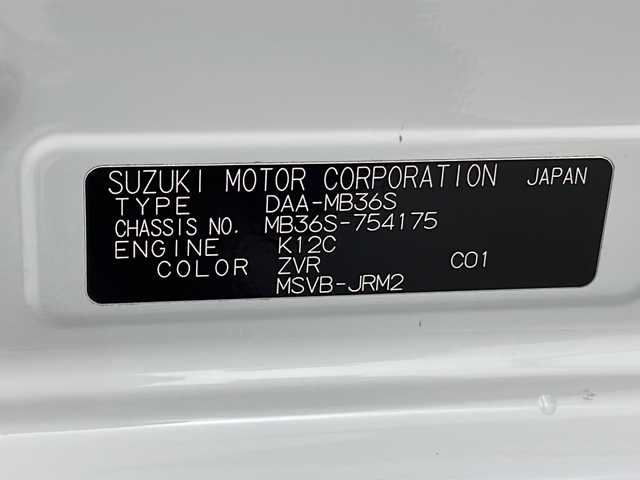 SUZUKI MOTOR CORPORATION JAPAN
TYPE DAA-MB36S
CHASSIS NO. MB36S-754175
ENGINE K12C
COLOR ZVR C01
MSVB-JRM2